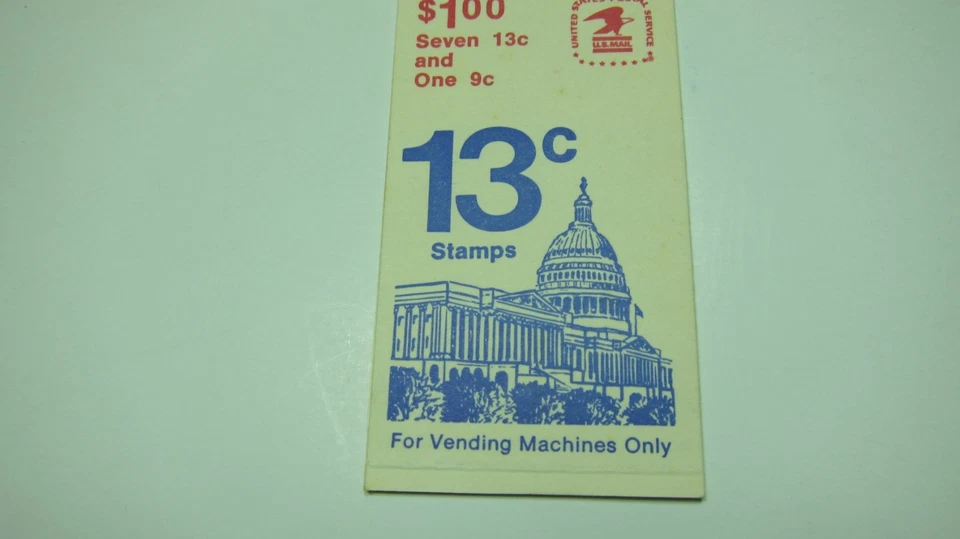 $1.00
Seven 13c
and
One 9c
UNITED STATES POSTAL SERVICE
U.S.MAIL
13c
Stamps
For Vending Machines Only